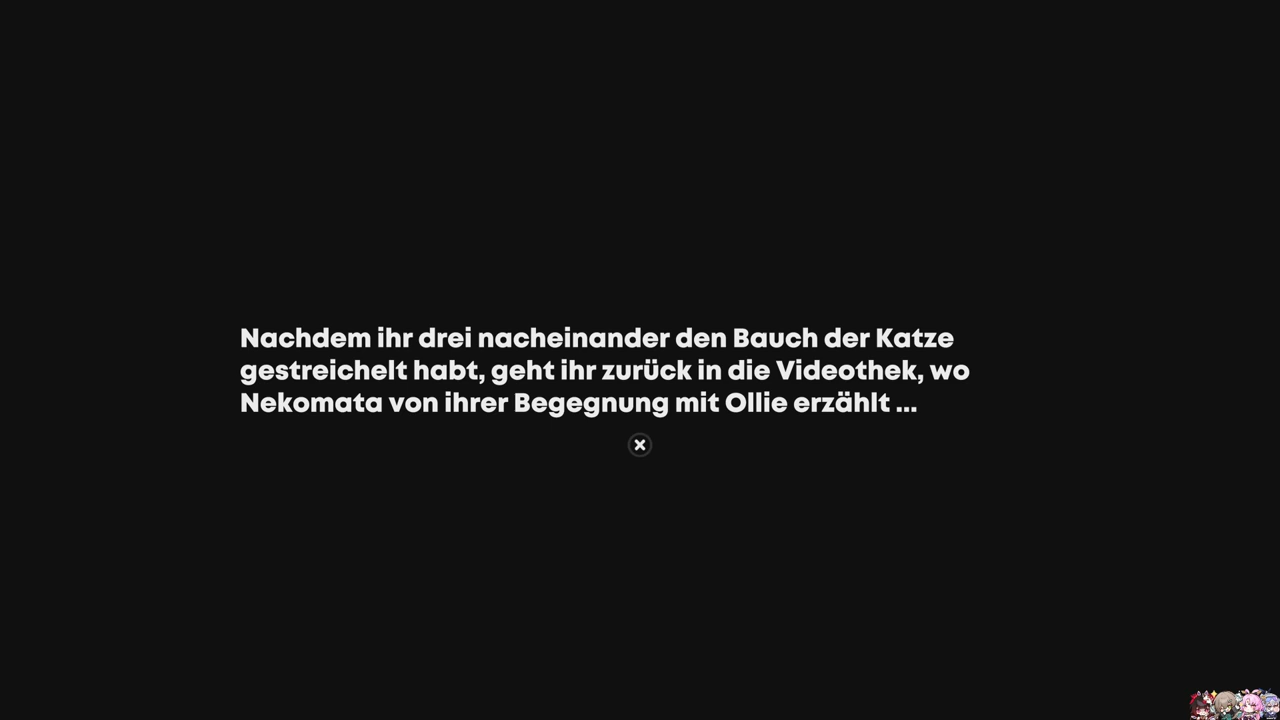 Nachdem ihr drei nacheinander den Bauch der Katze
gestreichelt habt, geht ihr zurück in die Videothek, wo
Nekomata von ihrer Begegnung mit Ollie erzählt ...